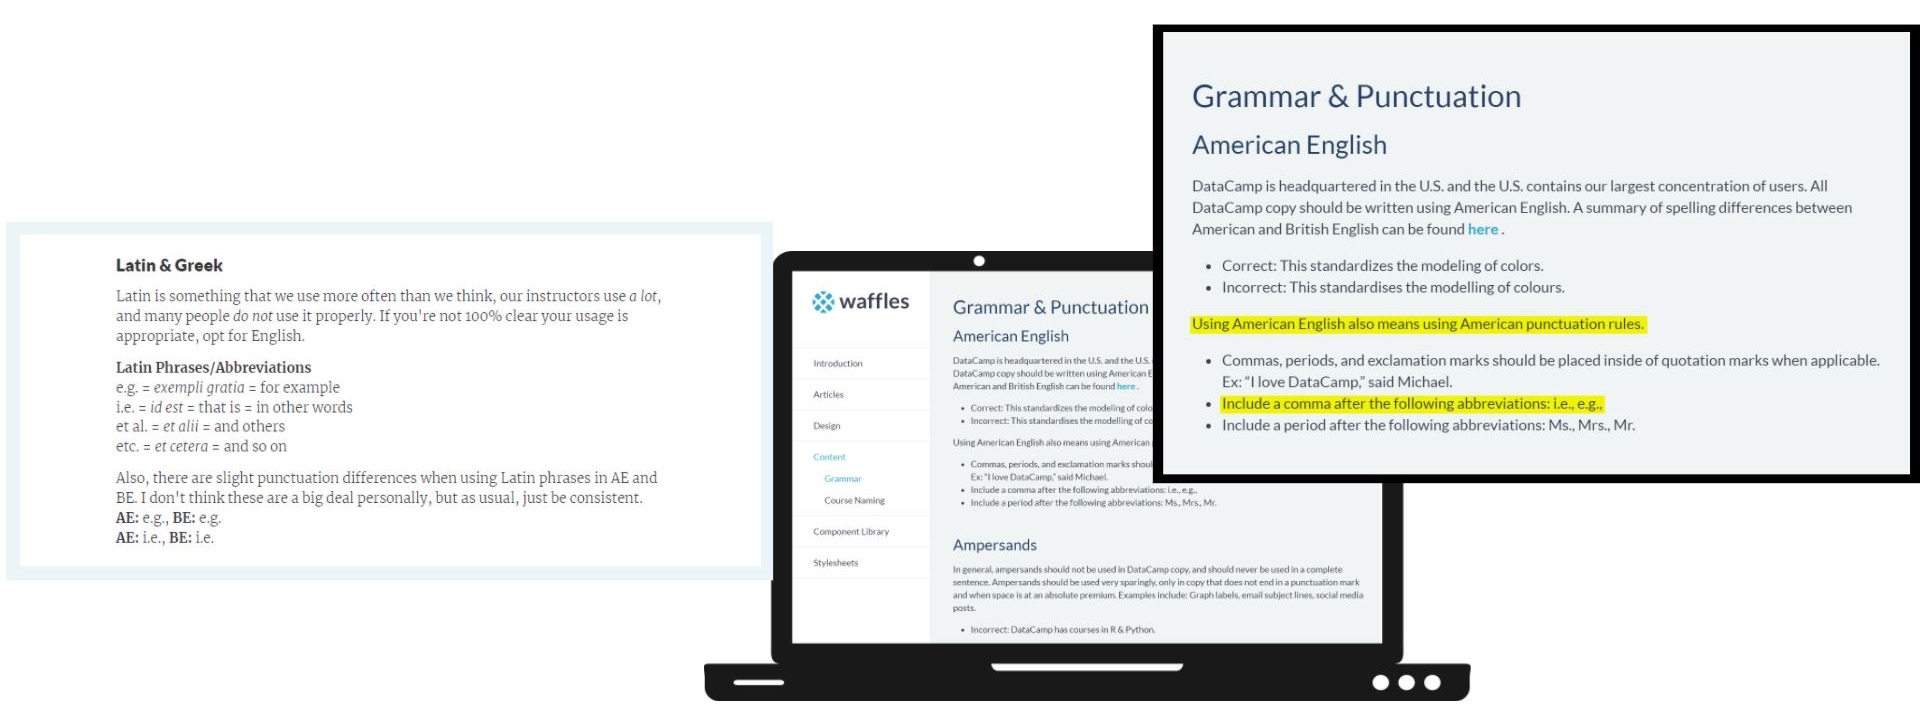 Latin & Greek
Latin is something that we use more often than we think, our instructors use a lot,
and many people do not use it properly. If you're not 100% clear your usage is
appropriate, opt for English.
Latin Phrases/Abbreviations
e.g. = exempli gratia = for example
i.e. = id est = that is = in other words
et al. = et alii = and others
etc. = et cetera = and so on
Also, there are slight punctuation differences when using Latin phrases in AE and
BE. I don't think these are a big deal personally, but as usual, just be consistent.
AE: e.g., BE: e.g.
AE: i.e., BE: i.e.
waffles
Introduction
Articles
Design
Content
Grammar
Course Naming
Component Library
Stylesheets
Grammar & Punctuation
American English
DataCamp is headquartered in the U.S. and the U.S.
DataCamp copy should be written using American E
American and British English can be found here .
• Correct: This standardizes the modeling of colo
• Incorrect: This standardises the modelling of co
Using American English also means using American
• Commas, periods, and exclamation marks shoul
Ex: "I love DataCamp," said Michael.
• Include a comma after the following abbreviations: i.e., e.g.,
• Include a period after the following abbreviations: Ms., Mrs., Mr.
Ampersands
In general, ampersands should not be used in DataCamp copy, and should never be used in a complete
sentence. Ampersands should be used very sparingly, only in copy that does not end in a punctuation mark
and when space is at an absolute premium. Examples include: Graph labels, email subject lines, social media
posts.
• Incorrect: DataCamp has courses in R & Python.
Grammar & Punctuation
American English
DataCamp is headquartered in the U.S. and the U.S. contains our largest concentration of users. All
DataCamp copy should be written using American English. A summary of spelling differences between
American and British English can be found here .
• Correct: This standardizes the modeling of colors.
• Incorrect: This standardises the modelling of colours.
Using American English also means using American punctuation rules.
• Commas, periods, and exclamation marks should be placed inside of quotation marks when applicable.
Ex: "I love DataCamp," said Michael.
• Include a comma after the following abbreviations: i.e., e.g.,
• Include a period after the following abbreviations: Ms., Mrs., Mr.